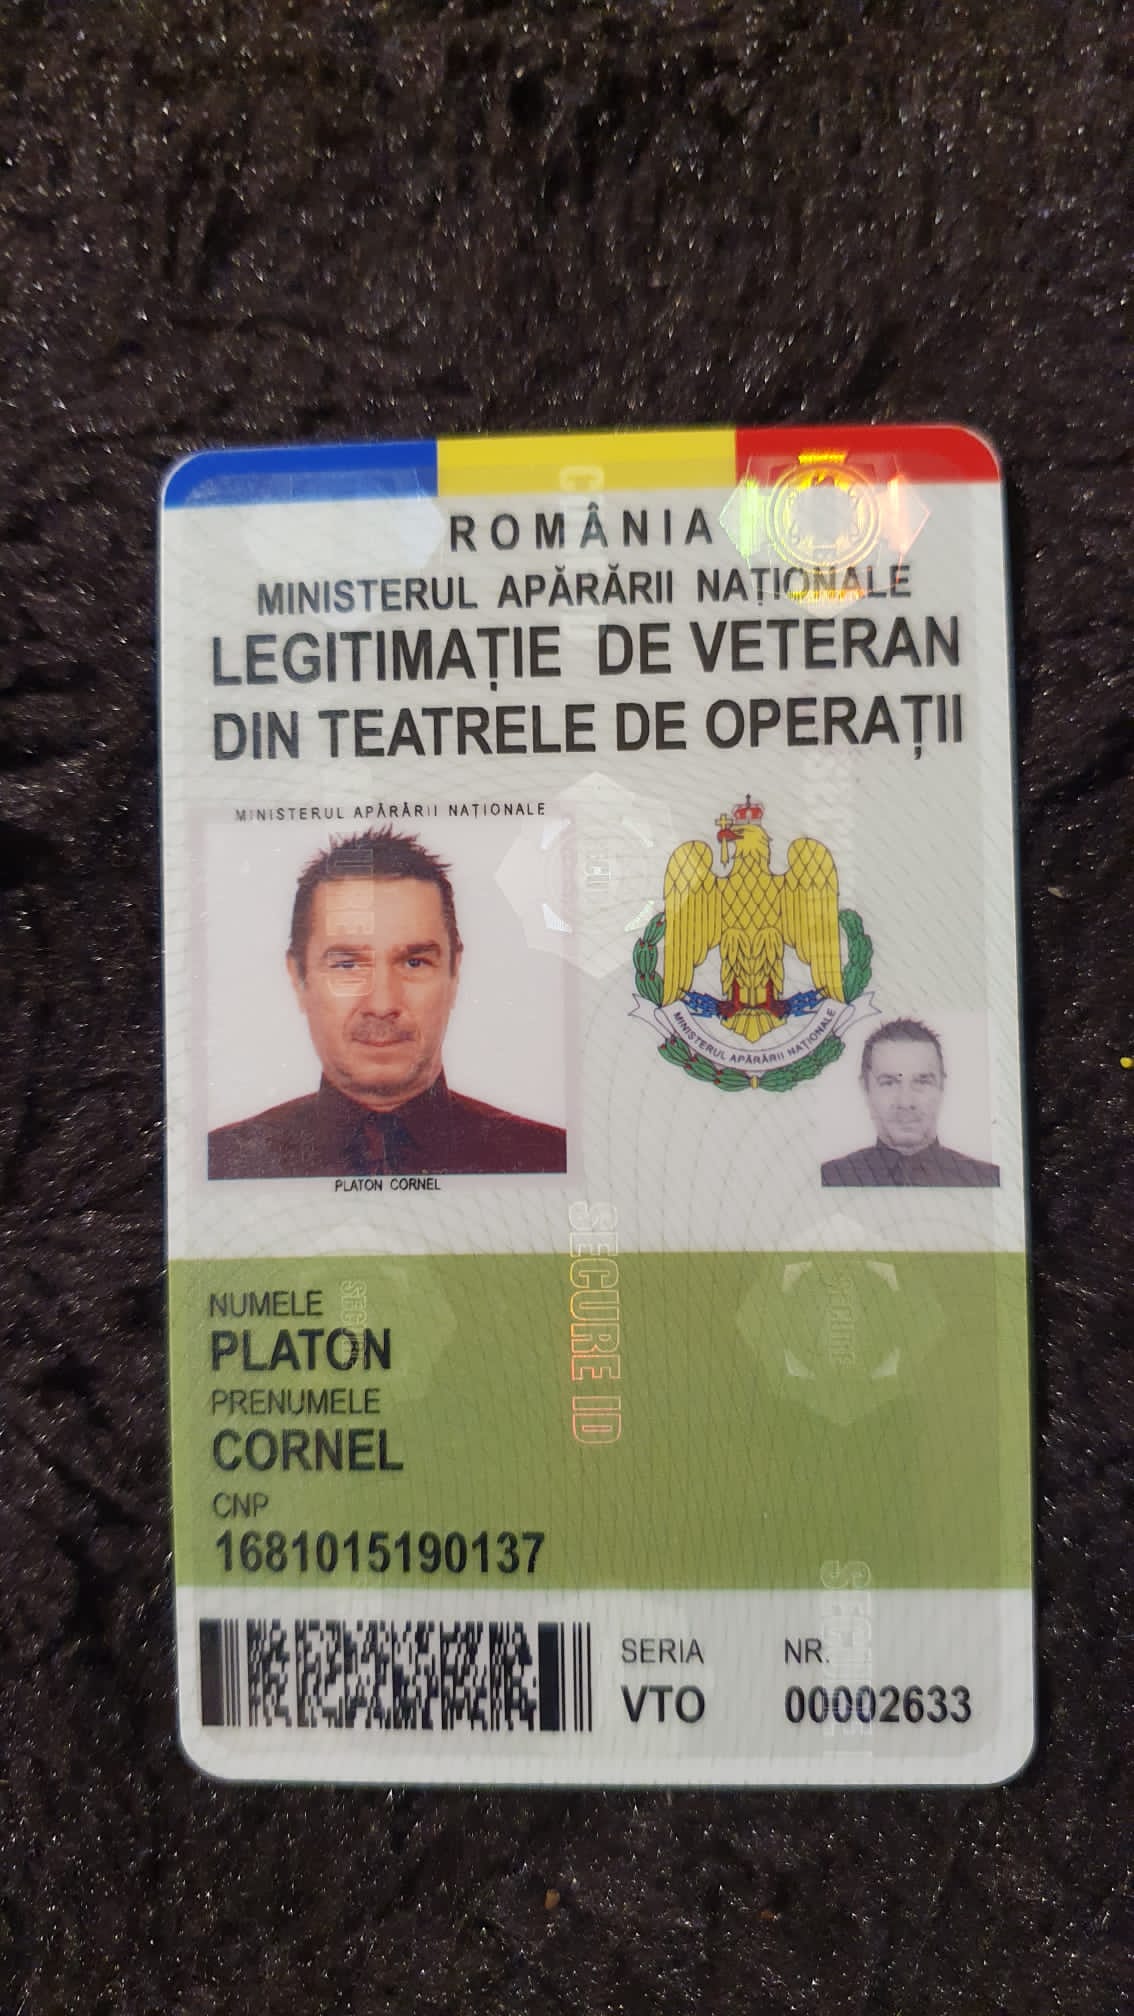 ROMÂNIA
MINISTERUL APĂRĂRII NAȚIONALE
LEGITIMAȚIE DE VETERAN
DIN TEATRELE DE OPERAȚII
MINISTERUL APĂRĂRII NAȚIONALE
MINISTERUL APĂRĂRII NAȚIONALE
PLATON CORNEL
SECURE ID
NUMELE
PLATON
PRENUMELE
CORNEL
CNP
1681015190137
SERIA NR.
VTO 00002633